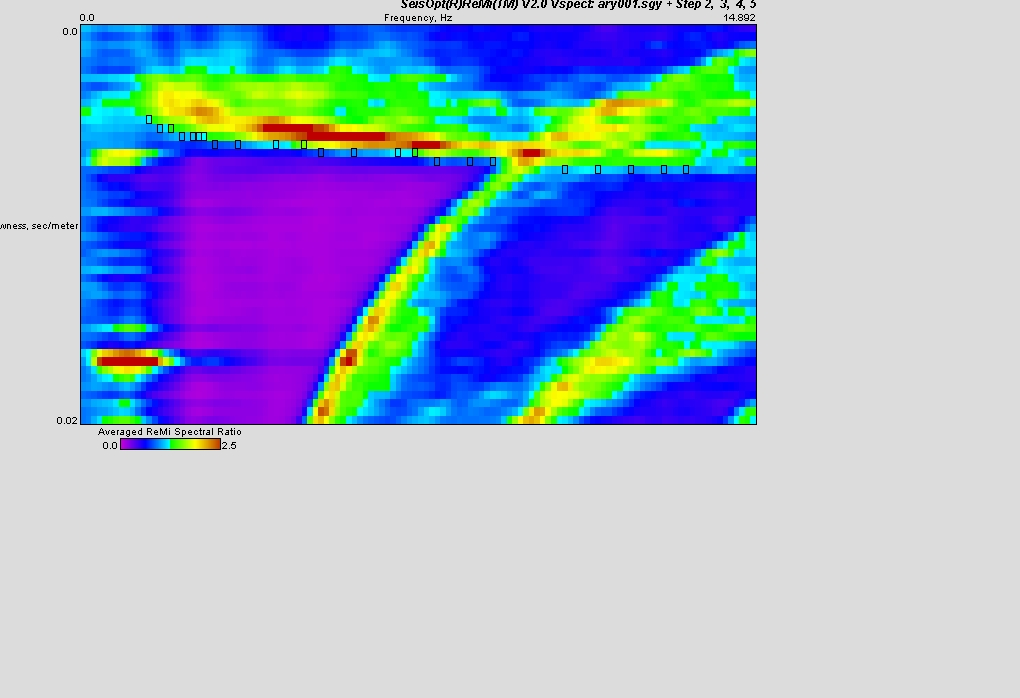 SeisOpt(R)ReMi(TM) V2.0 Vspect: ary001.sgy + Step 2, 3, 4, 5
0.0 Frequency, Hz 14.892
0.0
wness, sec/meter
0.02
Averaged ReMi Spectral Ratio
0.0 2.5